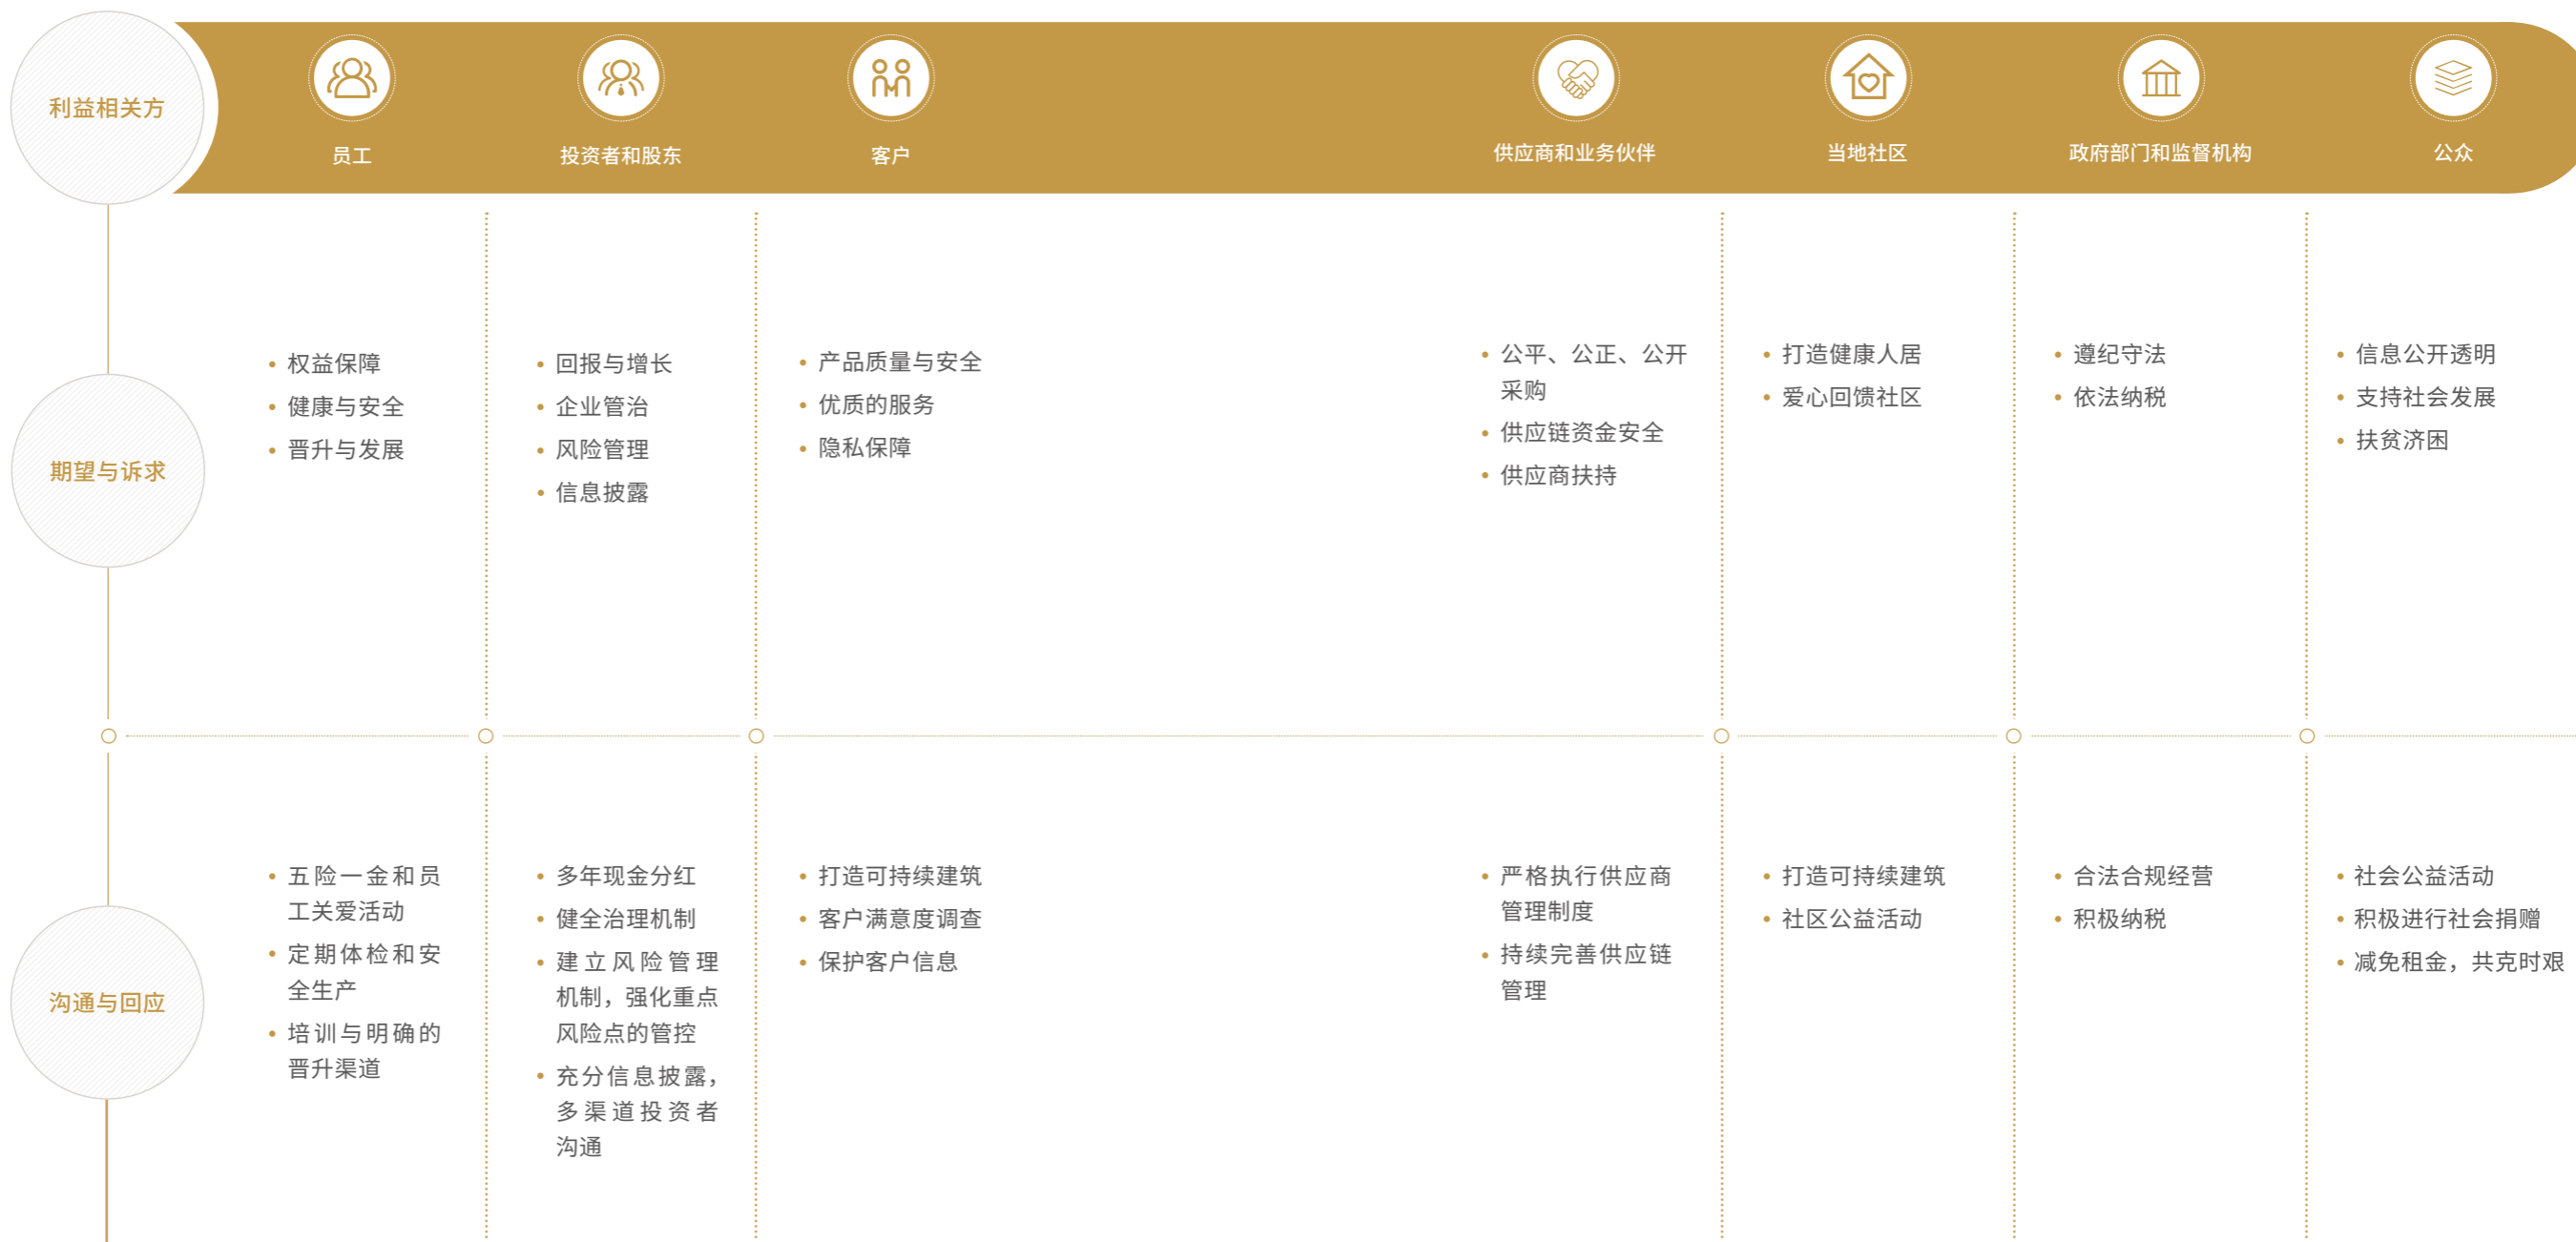 利益相关方
员工
投资者和股东
客户
供应商和业务伙伴
当地社区
政府部门和监督机构
公众
期望与诉求
• 权益保障
• 健康与安全
• 晋升与发展
• 回报与增长
• 企业管治
• 风险管理
• 信息披露
• 产品质量与安全
• 优质的服务
• 隐私保障
• 公平、公正、公开
采购
• 供应链资金安全
• 供应商扶持
• 打造健康人居
• 爱心回馈社区
• 遵纪守法
• 依法纳税
• 信息公开透明
• 支持社会发展
• 扶贫济困
沟通与回应
• 五险一金和员
工关爱活动
• 定期体检和安
全生产
• 培训与明确的
晋升渠道
• 多年现金分红
• 健全治理机制
• 建立风险管理
机制，强化重点
风险点的管控
• 充分信息披露，
多渠道投资者
沟通
• 打造可持续建筑
• 客户满意度调查
• 保护客户信息
• 严格执行供应商
管理制度
• 持续完善供应链
管理
• 打造可持续建筑
• 社区公益活动
• 合法合规经营
• 积极纳税
• 社会公益活动
• 积极进行社会捐赠
• 减免租金，共克时艰